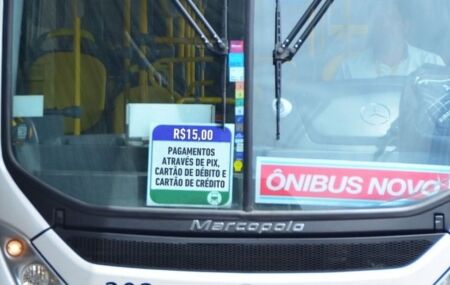 R$15,00
PAGAMENTOS
ATRAVÉS DE PIX,
CARTÃO DE DÉBITO E
CARTÃO DE CRÉDITO
ÔNIBUS NOVO
Marcopolo